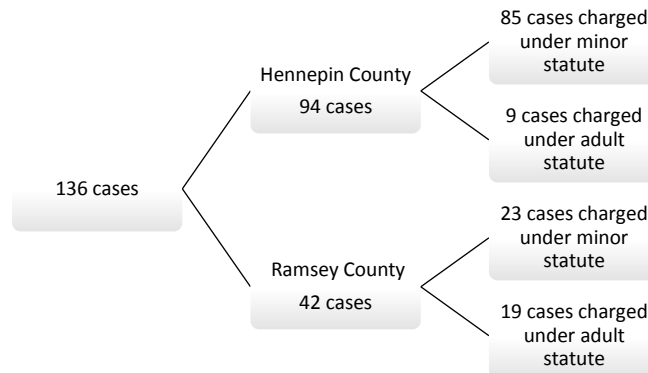 136 cases
Hennepin County
94 cases
85 cases charged
under minor
statute
9 cases charged
under adult
statute
Ramsey County
42 cases
23 cases charged
under minor
statute
19 cases charged
under adult
statute